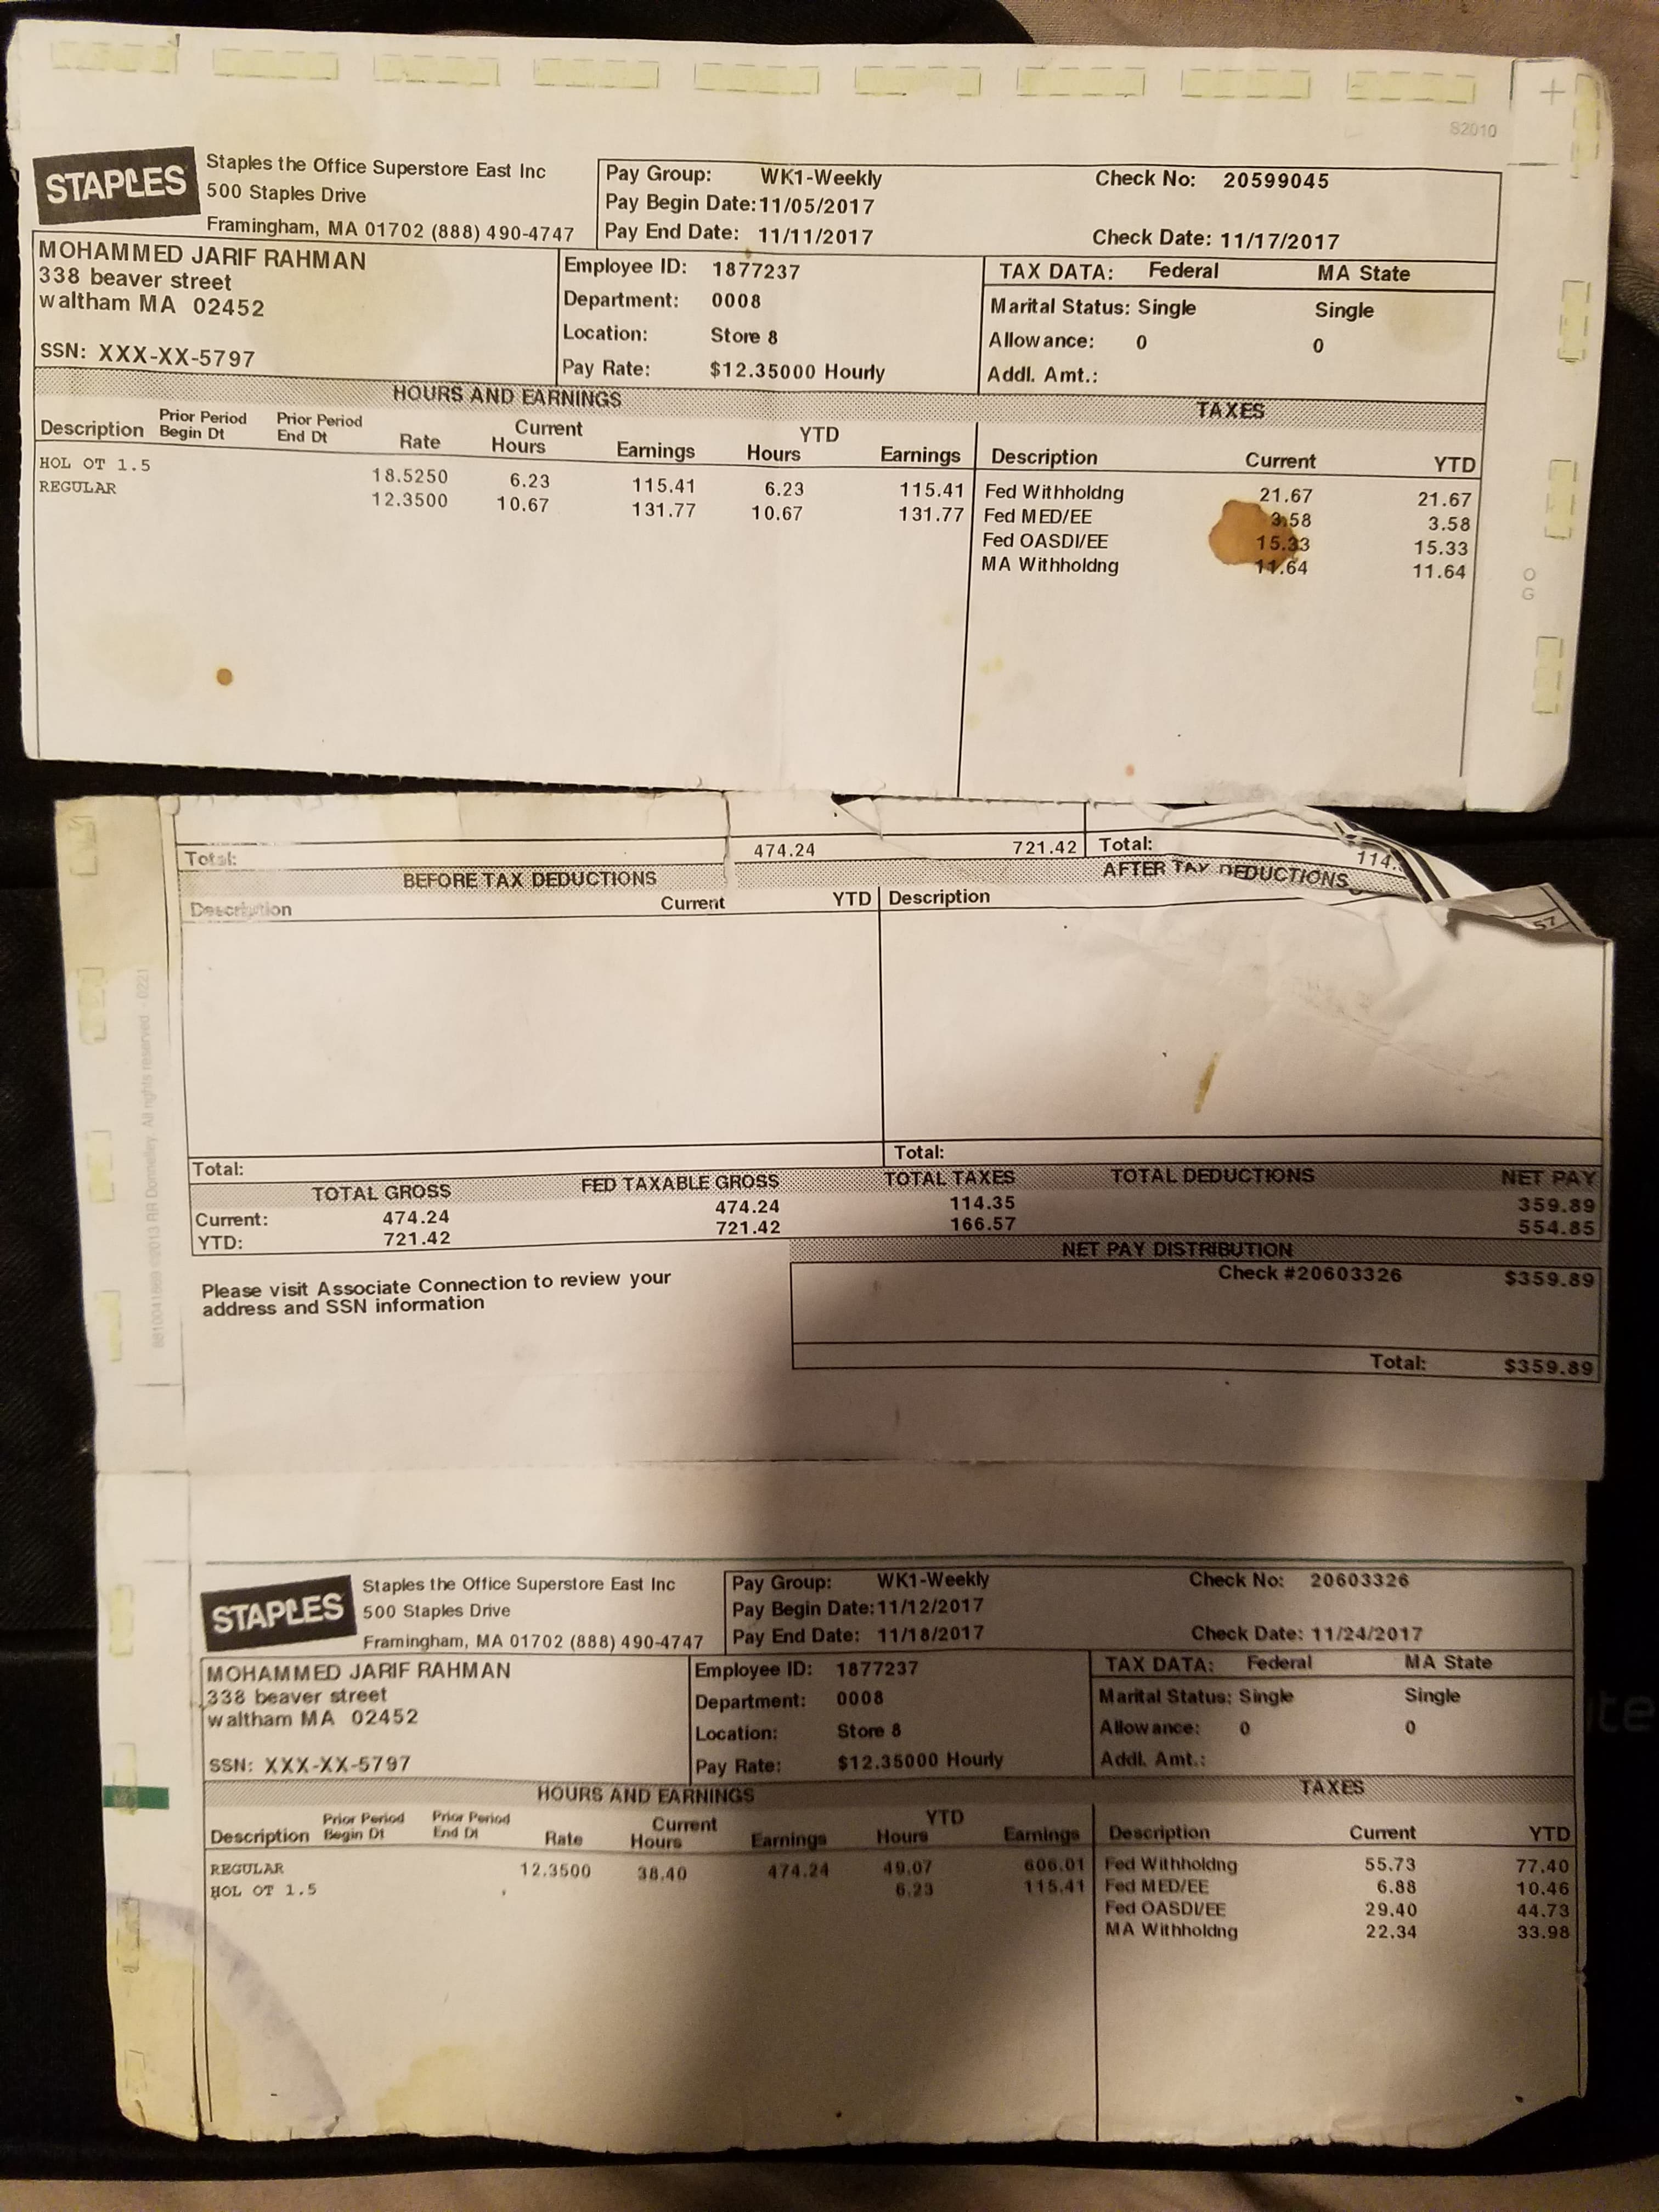 S2010
STAPLES
Staples the Office Superstore East Inc
500 Staples Drive
Framingham, MA 01702 (888) 490-4747
Pay Group: WK1-Weekly
Pay Begin Date: 11/05/2017
Pay End Date: 11/11/2017
Check No: 20599045
Check Date: 11/17/2017
MOHAMMED JARIF RAHMAN
338 beaver street
waltham MA 02452
SSN: XXX-XX-5797
Employee ID: 1877237
Department: 0008
Location: Store 8
Pay Rate: $12.35000 Hourly
TAX DATA: Federal MA State
Marital Status: Single Single
Allowance: 0 0
Addl. Amt.:
HOURS AND EARNINGS
TAXES
Prior Period Prior Period Current YTD
Description Begin Dt End Dt Rate Hours Earnings Hours Earnings
HOL OT 1.5 18.5250 6.23 115.41 6.23 115.41
REGULAR 12.3500 10.67 131.77 10.67 131.77
Description Current YTD
Fed Withholdng 21.67 21.67
Fed MED/EE 3.58 3.58
Fed OASDI/EE 15.33 15.33
MA Withholdng 11.64 11.64
O
G
Total: 474.24 721.42 Total: 114.
57
BEFORE TAX DEDUCTIONS AFTER TAX DEDUCTIONS
Description Current YTD Description
Total: Total:
TOTAL GROSS FED TAXABLE GROSS TOTAL TAXES TOTAL DEDUCTIONS NET PAY
Current: 474.24 474.24 114.35 359.89
YTD: 721.42 721.42 166.57 554.85
NET PAY DISTRIBUTION
Check #20603326 $359.89
Total: $359.89
Please visit Associate Connection to review your
address and SSN information
©2013 RR Donnelley. All rights reserved - 0221
STAPLES
Staples the Office Superstore East Inc
500 Staples Drive
Framingham, MA 01702 (888) 490-4747
Pay Group: WK1-Weekly
Pay Begin Date: 11/12/2017
Pay End Date: 11/18/2017
Check No: 20603326
Check Date: 11/24/2017
MOHAMMED JARIF RAHMAN
338 beaver street
waltham MA 02452
SSN: XXX-XX-5797
Employee ID: 1877237
Department: 0008
Location: Store 8
Pay Rate: $12.35000 Hourly
TAX DATA: Federal MA State
Marital Status: Single Single
Allowance: 0 0
Addl. Amt.:
HOURS AND EARNINGS
TAXES
Prior Period Prior Period Current YTD
Description Begin Dt End Dt Rate Hours Earnings Hours Earnings
REGULAR 12.3500 38.40 474.24 49.07 606.01
HOL OT 1.5 6.23 115.41
Description Current YTD
Fed Withholdng 55.73 77.40
Fed MED/EE 6.88 10.46
Fed OASDI/EE 29.40 44.73
MA Withholdng 22.34 33.98